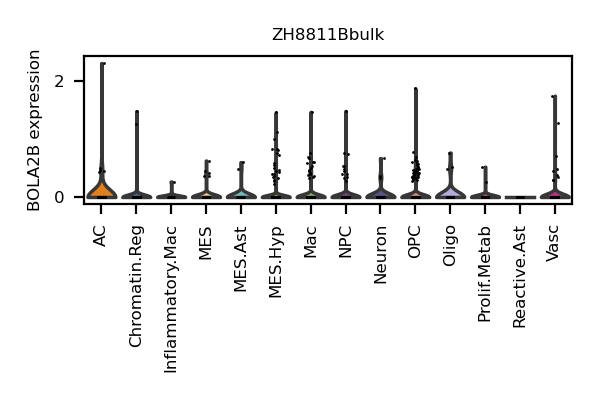 ZH8811Bbulk
BOLA2B expression
2
0
AC
Chromatin.Reg
Inflammatory.Mac
MES
MES.Ast
MES.Hyp
Mac
NPC
Neuron
OPC
Oligo
Prolif.Metab
Reactive.Ast
Vasc